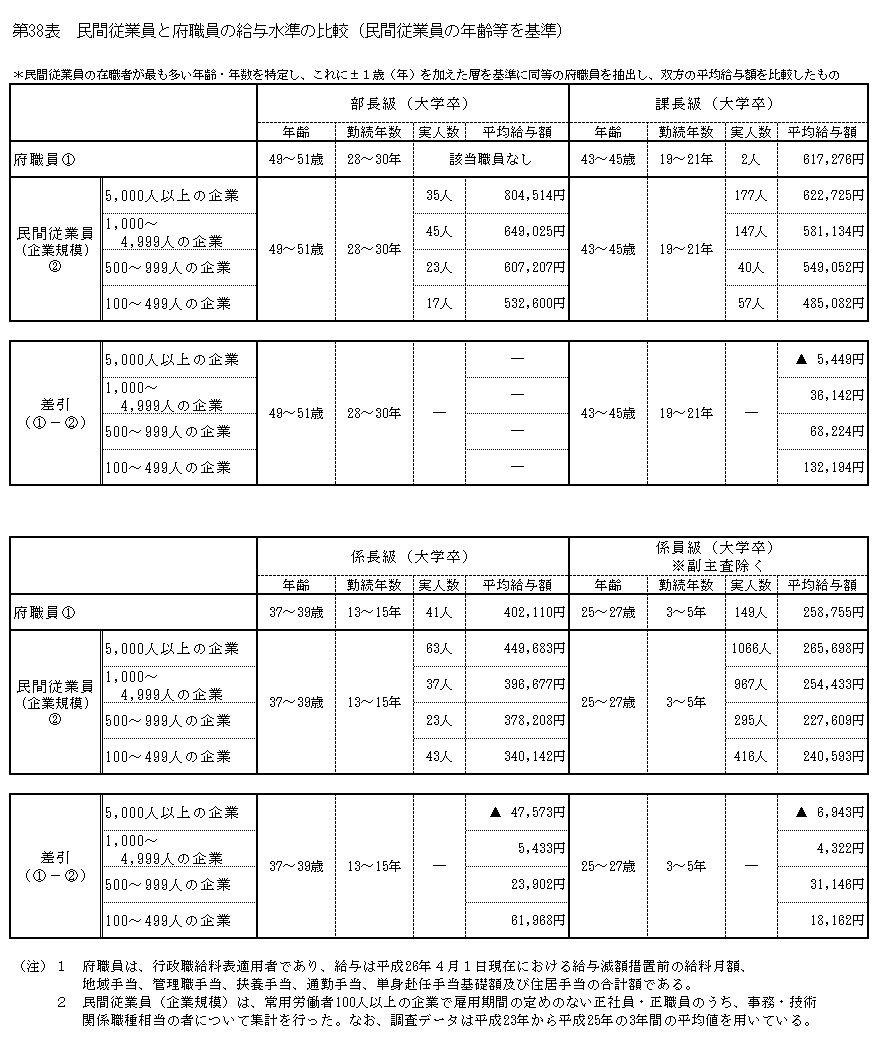 第38表　民間従業員と府職員の給与水準の比較（民間従業員の年齢等を基準）
＊民間従業員の在職者が最も多い年齢・年数を特定し、これに±１歳（年）を加えた層を基準に同等の府職員を抽出し、双方の平均給与額を比較したもの
部長級（大学卒）　課長級（大学卒）
年齢　勤続年数　実人数　平均給与額　年齢　勤続年数　実人数　平均給与額
府職員①　49～51歳　28～30年　該当職員なし　43～45歳　19～21年　2人　617,276円
5,000人以上の企業　35人　804,514円　177人　622,725円
民間従業員
（企業規模）
②
1,000～
4,999人の企業　45人　649,025円　147人　581,134円
49～51歳　28～30年　43～45歳　19～21年
500～999人の企業　23人　607,207円　40人　549,052円
100～499人の企業　17人　532,600円　57人　485,082円
5,000人以上の企業　―　▲ 5,449円
差引
（①－②）
1,000～
4,999人の企業　―　36,142円
49～51歳　28～30年　―　43～45歳　19～21年　―
500～999人の企業　―　68,224円
100～499人の企業　―　132,194円
係長級（大学卒）　係員級（大学卒）
※副主査除く
年齢　勤続年数　実人数　平均給与額　年齢　勤続年数　実人数　平均給与額
府職員①　37～39歳　13～15年　41人　402,110円　25～27歳　3～5年　149人　258,755円
5,000人以上の企業　63人　449,683円　1066人　265,698円
民間従業員
（企業規模）
②
1,000～
4,999人の企業　37人　396,677円　967人　254,433円
37～39歳　13～15年　25～27歳　3～5年
500～999人の企業　23人　378,208円　295人　227,609円
100～499人の企業　43人　340,142円　416人　240,593円
5,000人以上の企業　▲ 47,573円　▲ 6,943円
差引
（①－②）
1,000～
4,999人の企業　5,433円　4,322円
37～39歳　13～15年　―　25～27歳　3～5年　―
500～999人の企業　23,902円　31,146円
100～499人の企業　61,968円　18,162円
（注）１　府職員は、行政職給料表適用者であり、給与は平成26年４月１日現在における給与減額措置前の給料月額、
地域手当、管理職手当、扶養手当、通勤手当、単身赴任手当基礎額及び住居手当の合計額である。
２　民間従業員（企業規模）は、常用労働者100人以上の企業で雇用期間の定めのない正社員・正職員のうち、事務・技術
関係職種相当の者について集計を行った。なお、調査データは平成23年から平成25年の3年間の平均値を用いている。